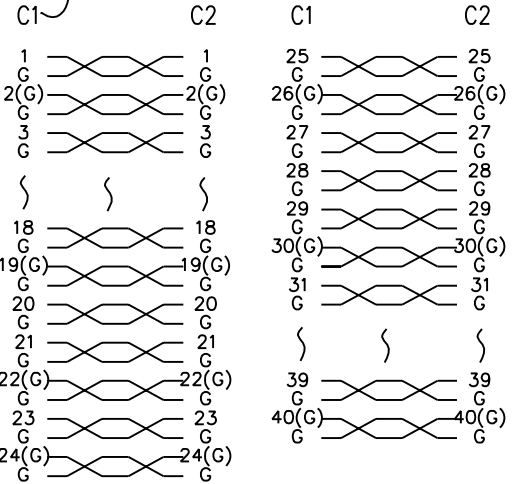 C1 C2
1 1
G G
2(G) 2(G)
G G
3 3
G G
18 18
G G
19(G) 19(G)
G G
20 20
G G
21 21
G G
22(G) 22(G)
G G
23 23
G G
24(G) 24(G)
G G
C1 C2
25 25
G G
26(G) 26(G)
G G
27 27
G G
28 28
G G
29 29
G G
30(G) 30(G)
G G
31 31
G G
39 39
G G
40(G) 40(G)
G G